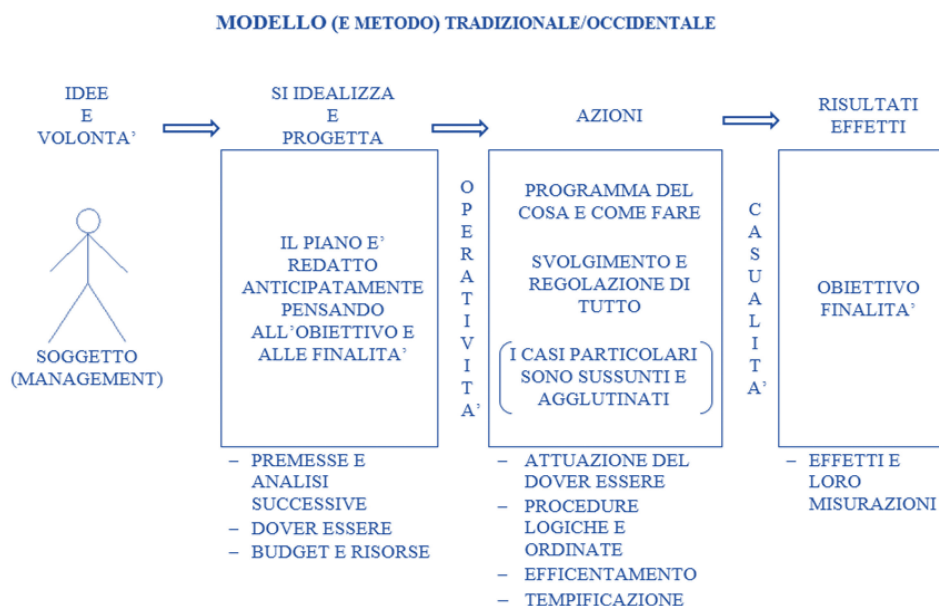 MODELLO (E METODO) TRADIZIONALE/OCCIDENTALE
IDEE
E
VOLONTA’
SI IDEALIZZA
E
PROGETTA
AZIONI
RISULTATI
EFFETTI
SOGGETTO
(MANAGEMENT)
IL PIANO E’
REDATTO
ANTICIPATAMENTE
PENSANDO
ALL’OBIETTIVO E
ALLE FINALITA’
OPERATIVITA’
PROGRAMMA DEL
COSA E COME FARE
SVOLGIMENTO E
REGOLAZIONE DI
TUTTO
I CASI PARTICOLARI
SONO SUSSUNTI E
AGGLUTINATI
CASUALITA’
OBIETTIVO
FINALITA’
– PREMESSE E
ANALISI
SUCCESSIVE
– DOVER ESSERE
– BUDGET E RISORSE
– ATTUAZIONE DEL
DOVER ESSERE
– PROCEDURE
LOGICHE E
ORDINATE
– EFFICENTAMENTO
– TEMPIFICAZIONE
– EFFETTI E
LORO
MISURAZIONI